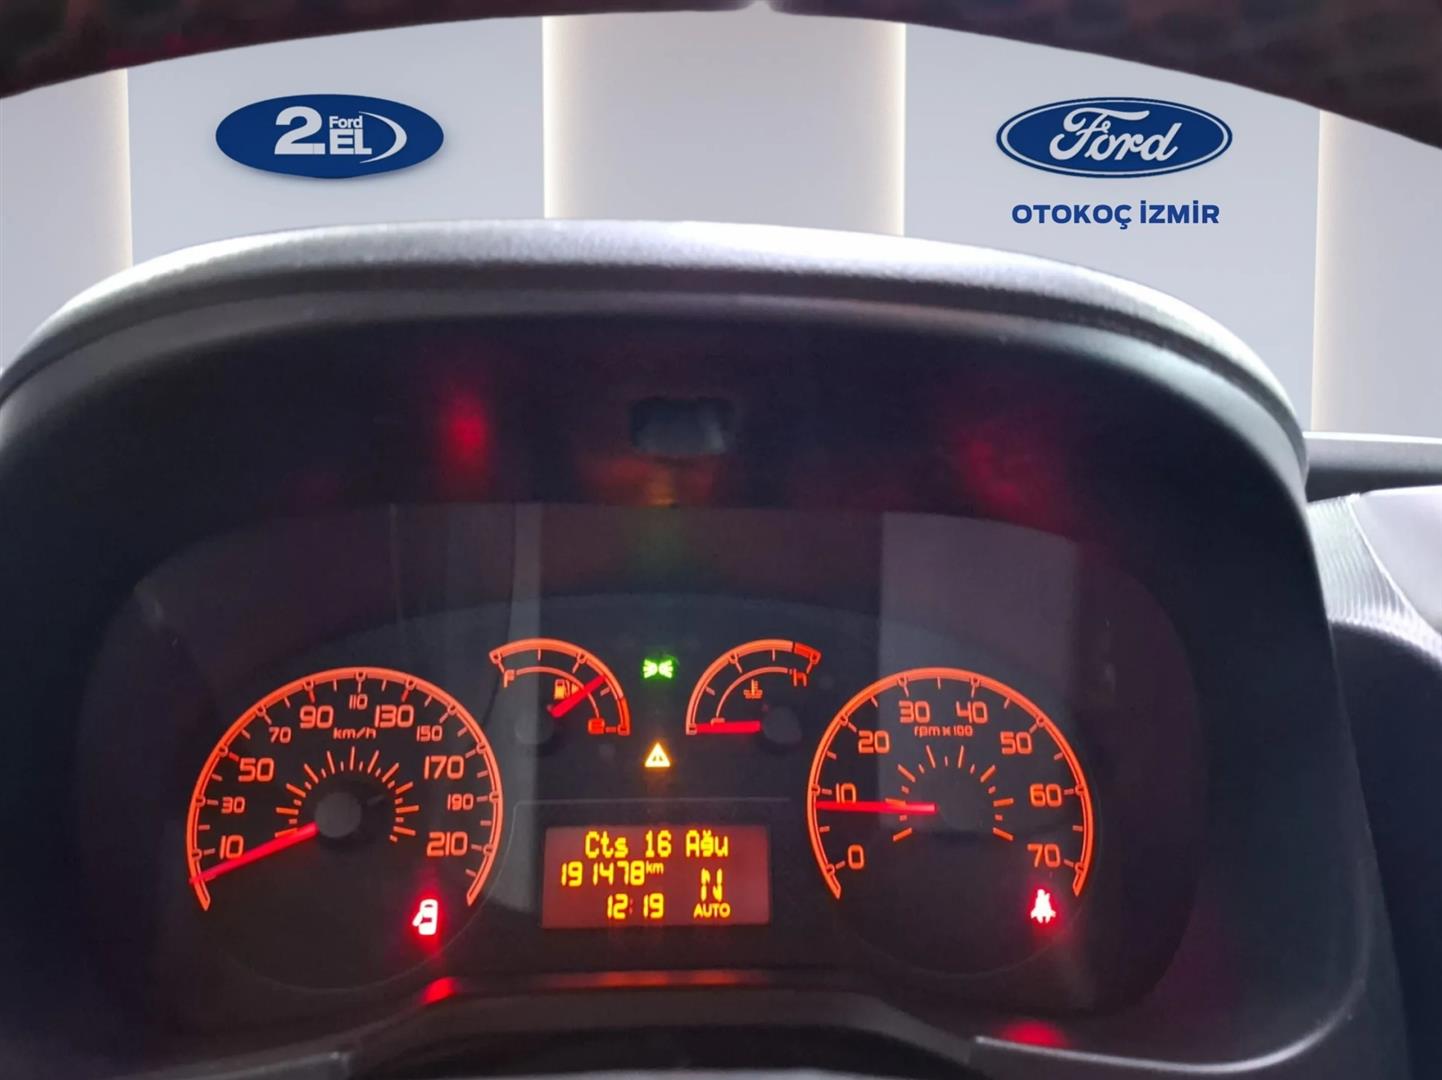 2.EL Ford
Ford
OTOKOÇ İZMİR
10 30 50 70 90 110 130 150 170 190 210
km/h
F E
C H
0 10 20 30 40 50 60 70
rpm x 100
Cts 16 Ağu
191478 km
N
12:19 AUTO